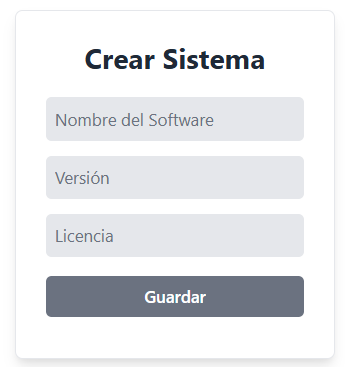 Crear Sistema
Nombre del Software
Versión
Licencia
Guardar